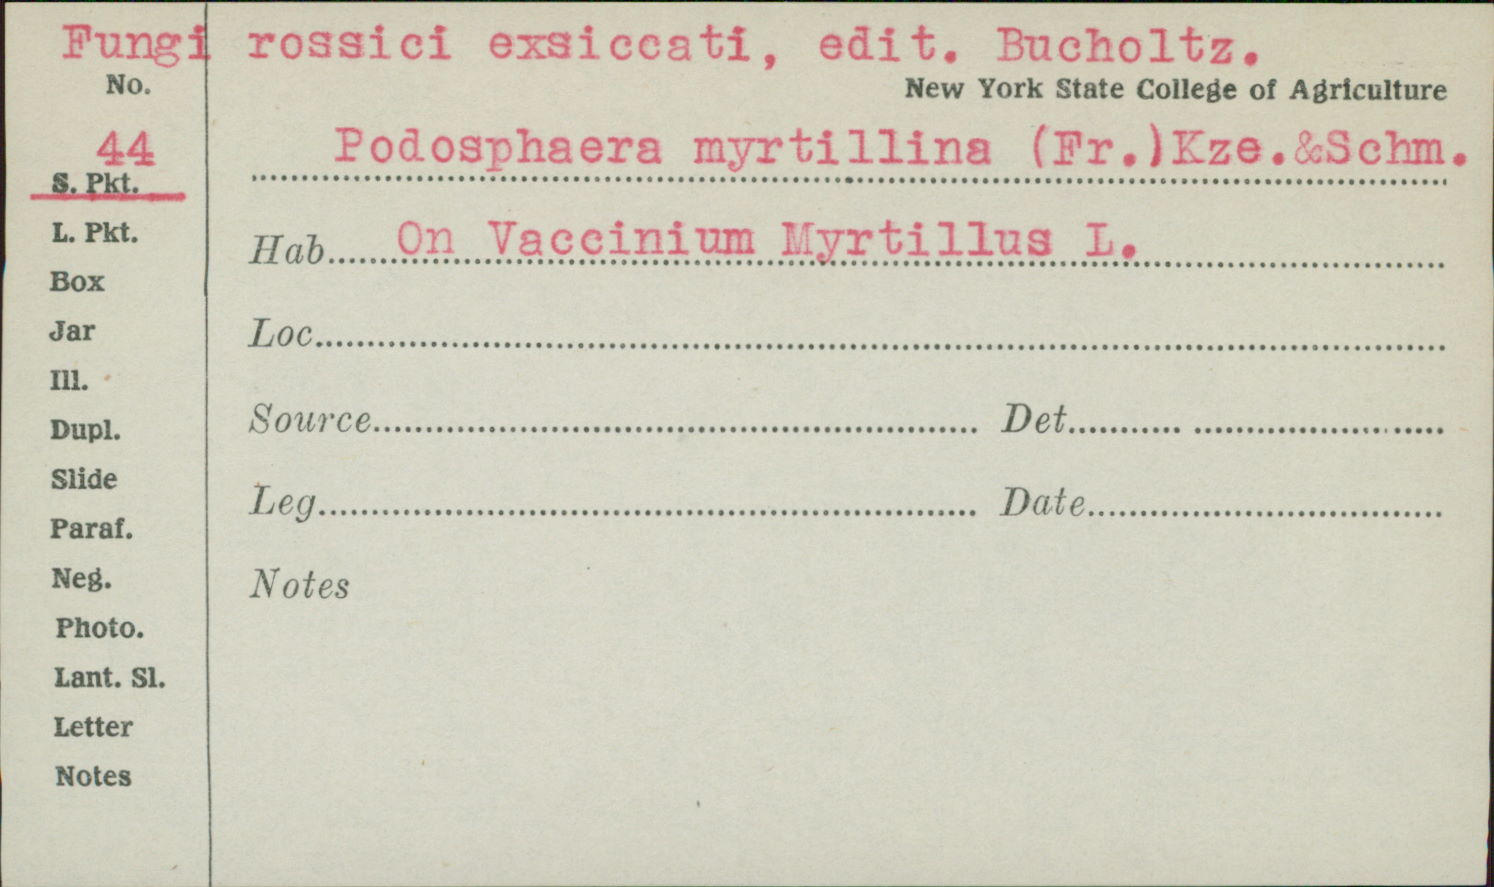 Fungi rossici exsiccati, edit. Bucholtz.
No.
New York State College of Agriculture
44
Podosphaera myrtillina (Fr.)Kze.&Schm.
S. Pkt.
L. Pkt.
Hab. On Vaccinium Myrtillus L.
Box
Jar
Loc.
Ill.
Dupl.
Source Det.
Slide
Leg. Date
Paraf.
Neg.
Notes
Photo.
Lant. Sl.
Letter
Notes